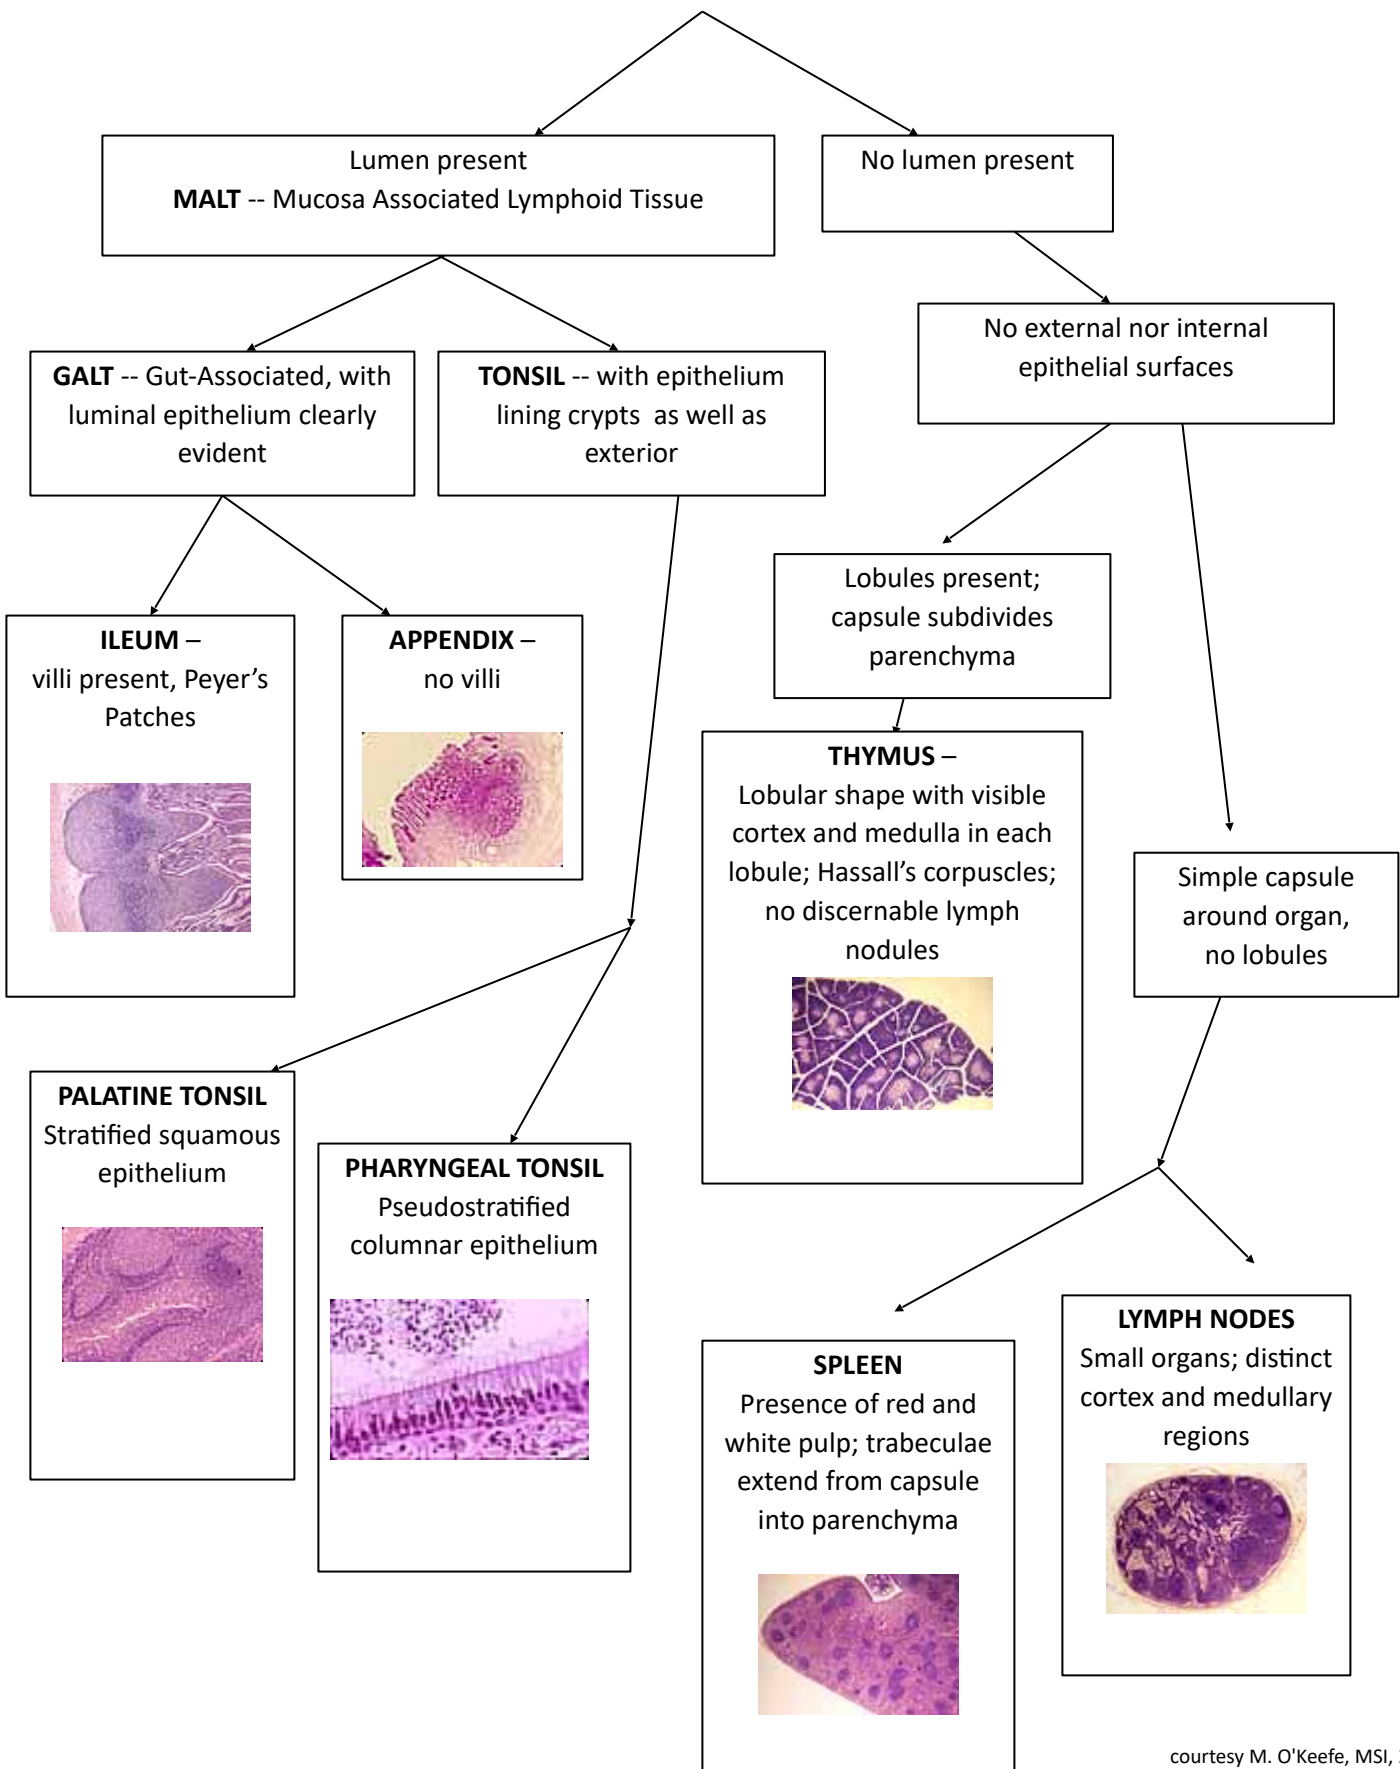 Lumen present
MALT -- Mucosa Associated Lymphoid Tissue
No lumen present
No external nor internal
epithelial surfaces
GALT -- Gut-Associated, with
luminal epithelium clearly
evident
TONSIL -- with epithelium
lining crypts as well as
exterior
Lobules present;
capsule subdivides
parenchyma
ILEUM –
villi present, Peyer’s
Patches
APPENDIX –
no villi
THYMUS –
Lobular shape with visible
cortex and medulla in each
lobule; Hassall’s corpuscles;
no discernable lymph
nodules
Simple capsule
around organ,
no lobules
PALATINE TONSIL
Stratified squamous
epithelium
PHARYNGEAL TONSIL
Pseudostratified
columnar epithelium
SPLEEN
Presence of red and
white pulp; trabeculae
extend from capsule
into parenchyma
LYMPH NODES
Small organs; distinct
cortex and medullary
regions
courtesy M. O'Keefe, MSI,